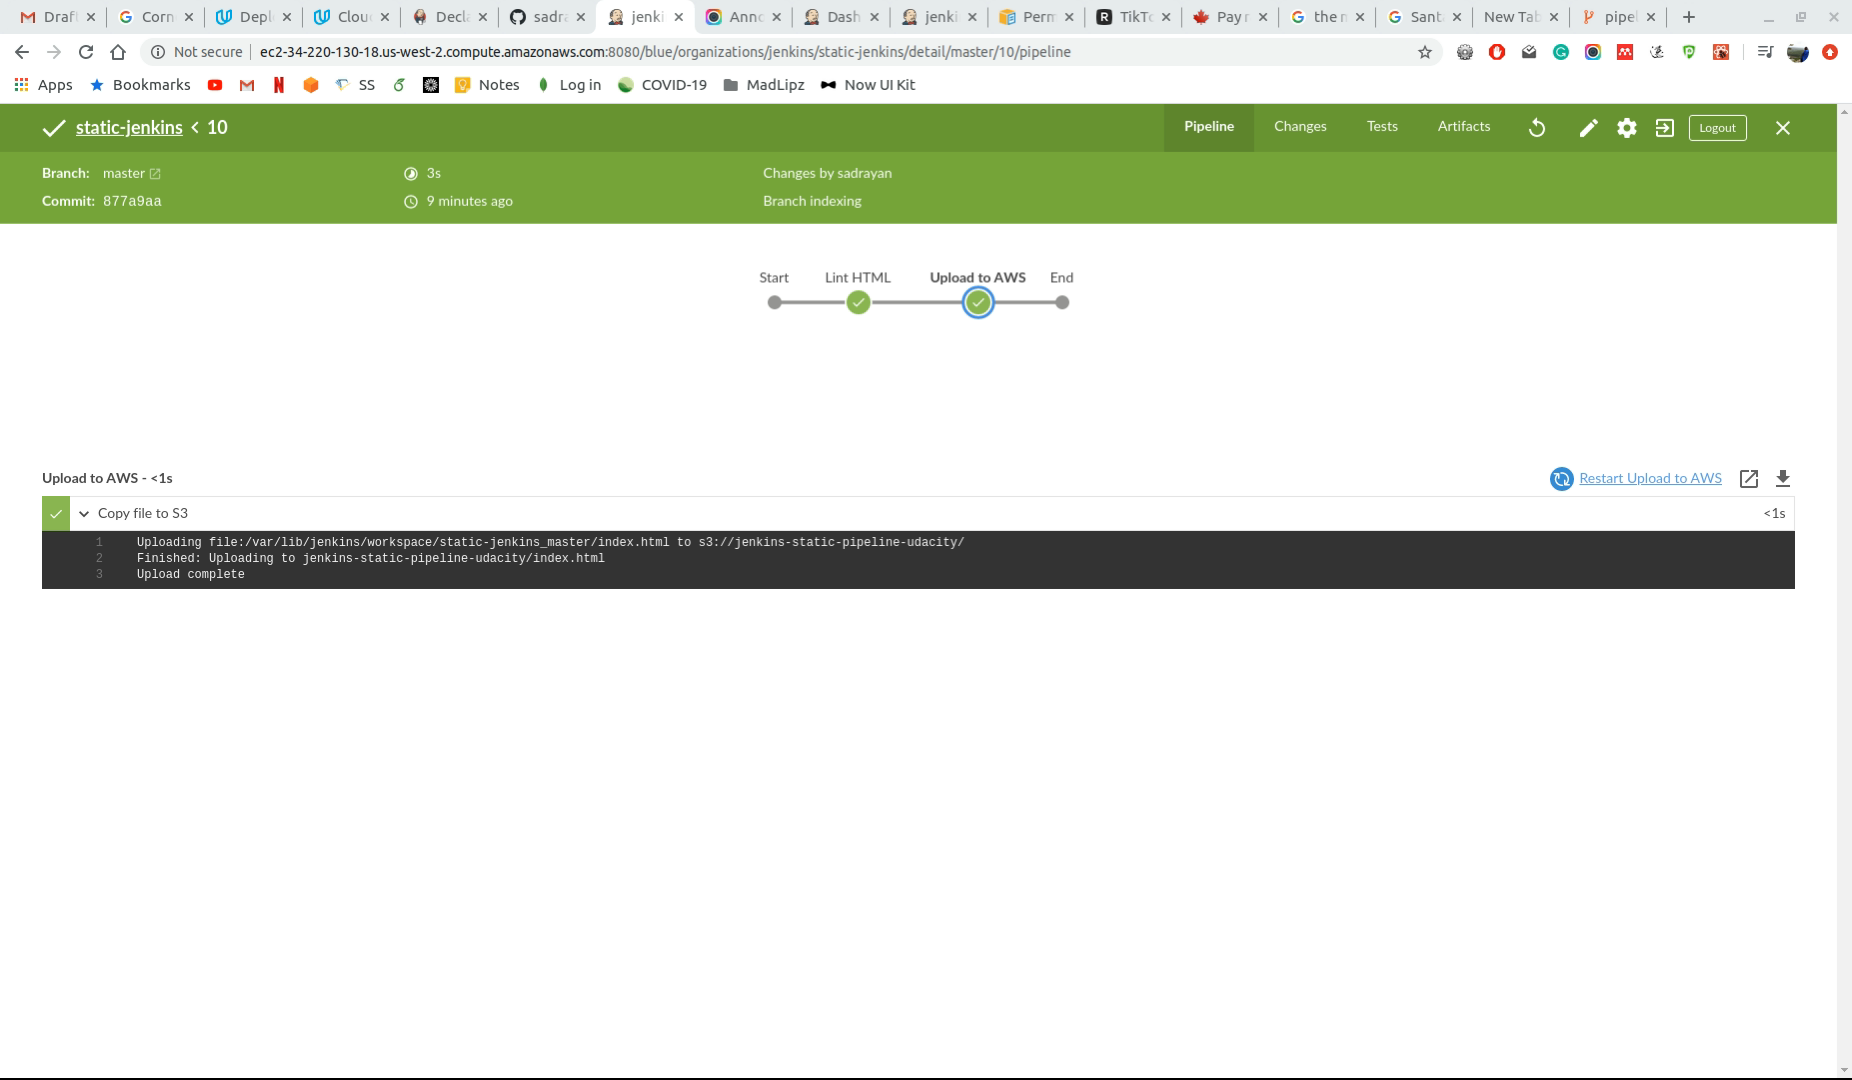 Draf Corn Depl Clou Decla sadra jenki Anno Dash jenki Perm TikTo Pay r the n Sant New Tab pipel
Not secure ec2-34-220-130-18.us-west-2.compute.amazonaws.com:8080/blue/organizations/jenkins/static-jenkins/detail/master/10/pipeline
Apps Bookmarks SS Notes Log in COVID-19 MadLipz Now UI Kit
static-jenkins < 10 Pipeline Changes Tests Artifacts Logout
Branch: master 3s Changes by sadrayan
Commit: 877a9aa 9 minutes ago Branch indexing
Start Lint HTML Upload to AWS End
Upload to AWS - <1s Restart Upload to AWS
Copy file to S3 <1s
1 Uploading file:/var/lib/jenkins/workspace/static-jenkins_master/index.html to s3://jenkins-static-pipeline-udacity/
2 Finished: Uploading to jenkins-static-pipeline-udacity/index.html
3 Upload complete